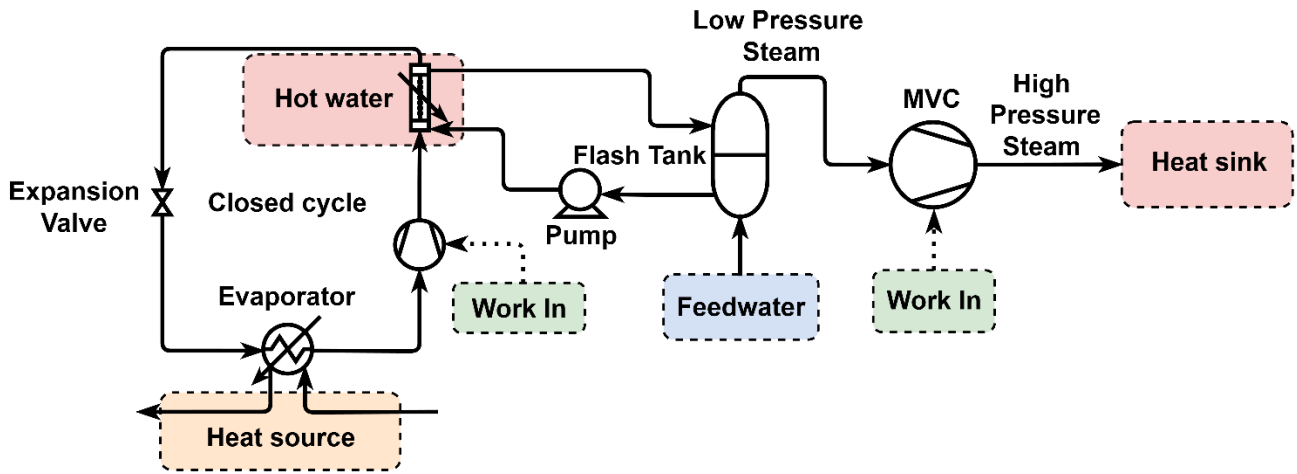 Low Pressure
Steam
Hot water
MVC
High
Pressure
Steam
Heat sink
Flash Tank
Expansion
Valve
Closed cycle
Pump
Evaporator
Work In
Feedwater
Work In
Heat source